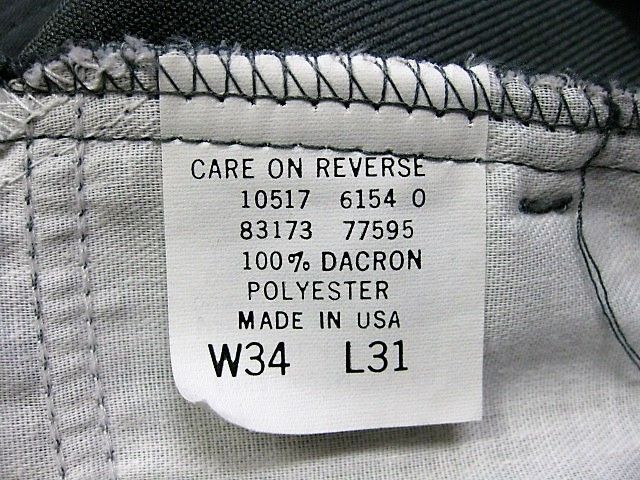 CARE ON REVERSE
10517 6154 0
83173 77595
100% DACRON
POLYESTER
MADE IN USA
W34 L31